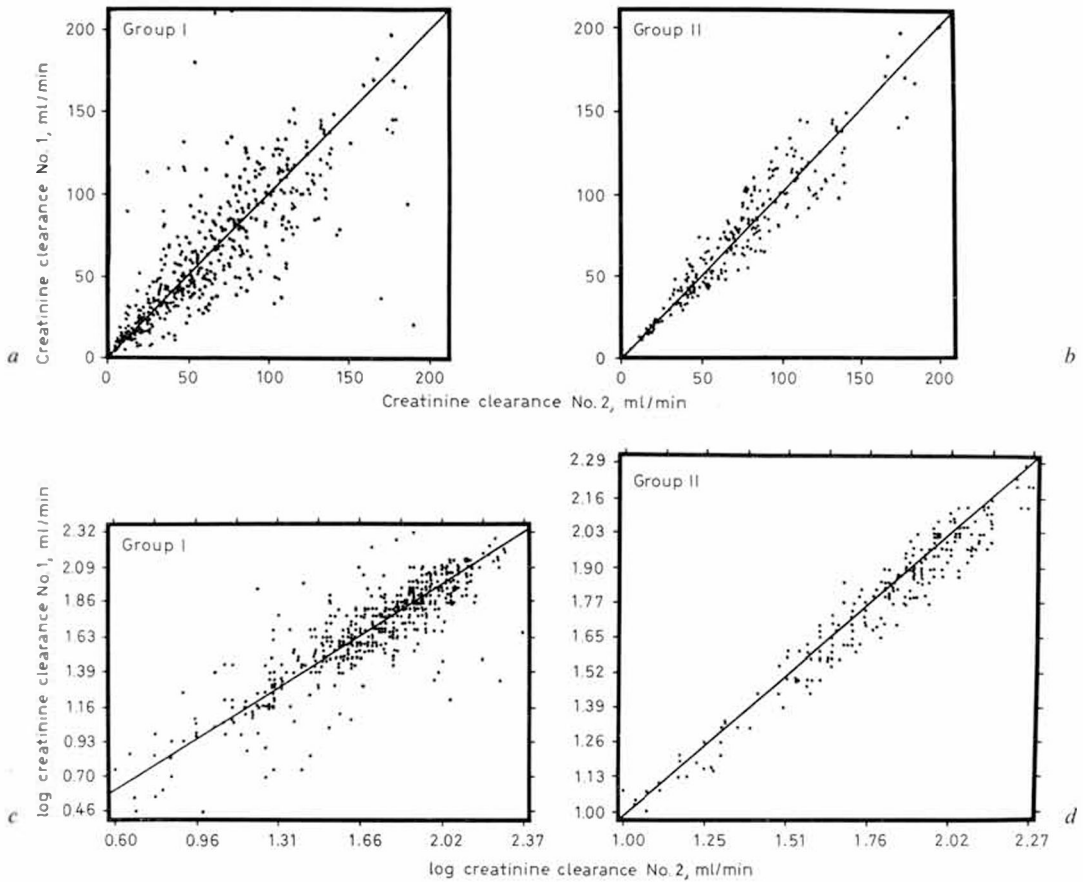 Group I
200
150
100
50
0
0 50 100 150 200
Creatinine clearance No. 1, ml/min
a
Group II
200
150
100
50
0
0 50 100 150 200
b
Creatinine clearance No. 2, ml/min
Group I
2.32
2.09
1.86
1.63
1.39
1.16
0.93
0.70
0.46
0.60 0.96 1.31 1.66 2.02 2.37
log creatinine clearance No. 1, ml/min
c
Group II
2.29
2.16
2.03
1.90
1.77
1.65
1.52
1.39
1.26
1.13
1.00
1.00 1.25 1.51 1.76 2.02 2.27
d
log creatinine clearance No. 2, ml/min